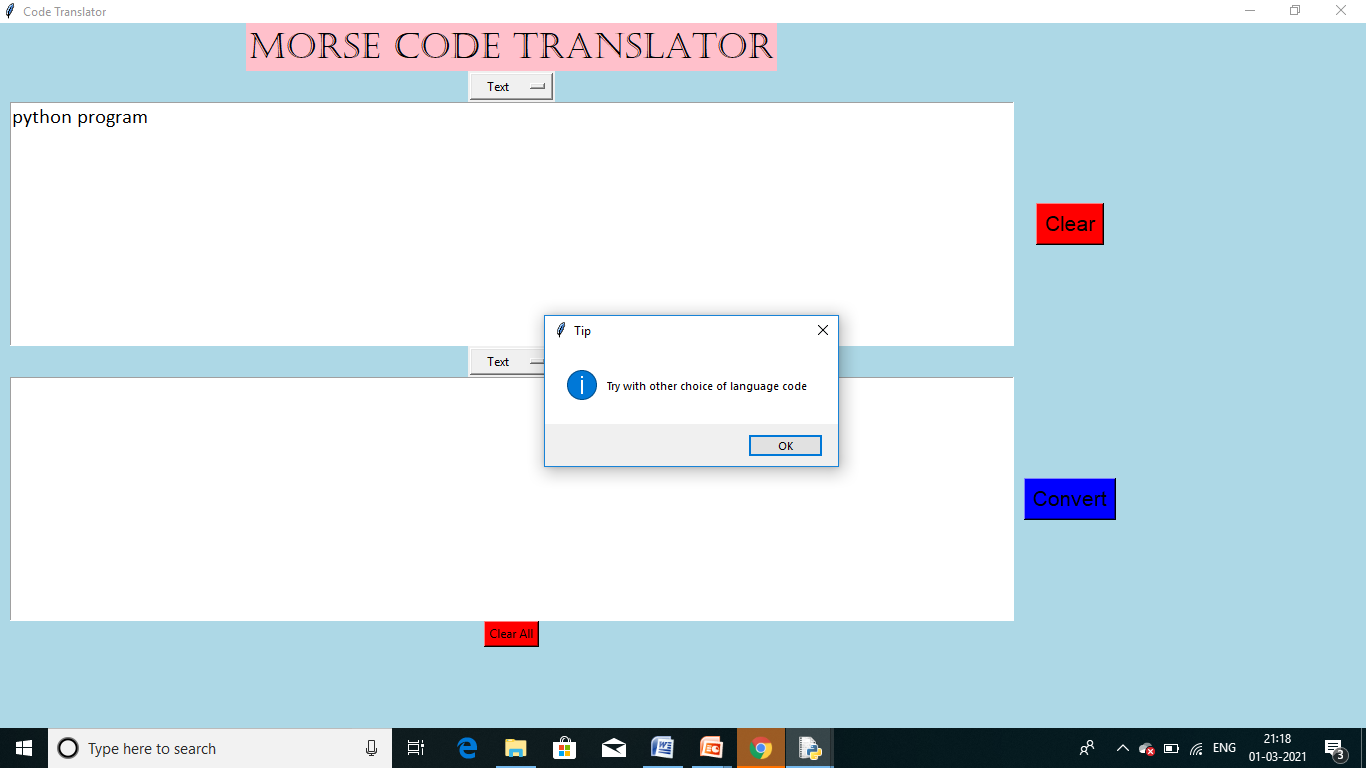 Code Translator
MORSE CODE TRANSLATOR
Text
python program
Clear
Tip
Try with other choice of language code
OK
Text
Convert
Clear All
Type here to search
ENG
21:18
01-03-2021
3